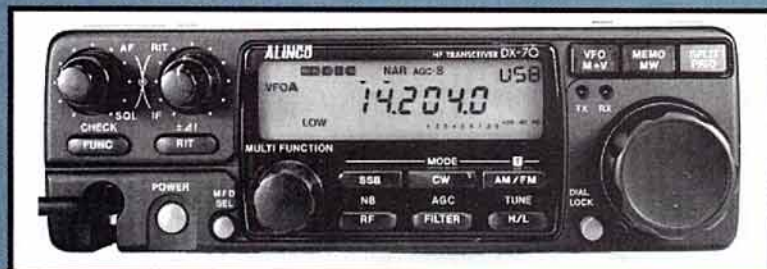 AF RIT
SQL IF
CHECK
FUNC
RIT
ALINCO
HF TRANSCEIVER DX-70
NAR AGC-S USB
VFOA
14.204.0
LOW
MULTI FUNCTION
MODE
SSB CW AM/FM
NB AGC TUNE
RF FILTER H/L
POWER
VFO
M▸V
MEMO
MW
SPLIT
TX RX
DIAL
LOCK
SEL